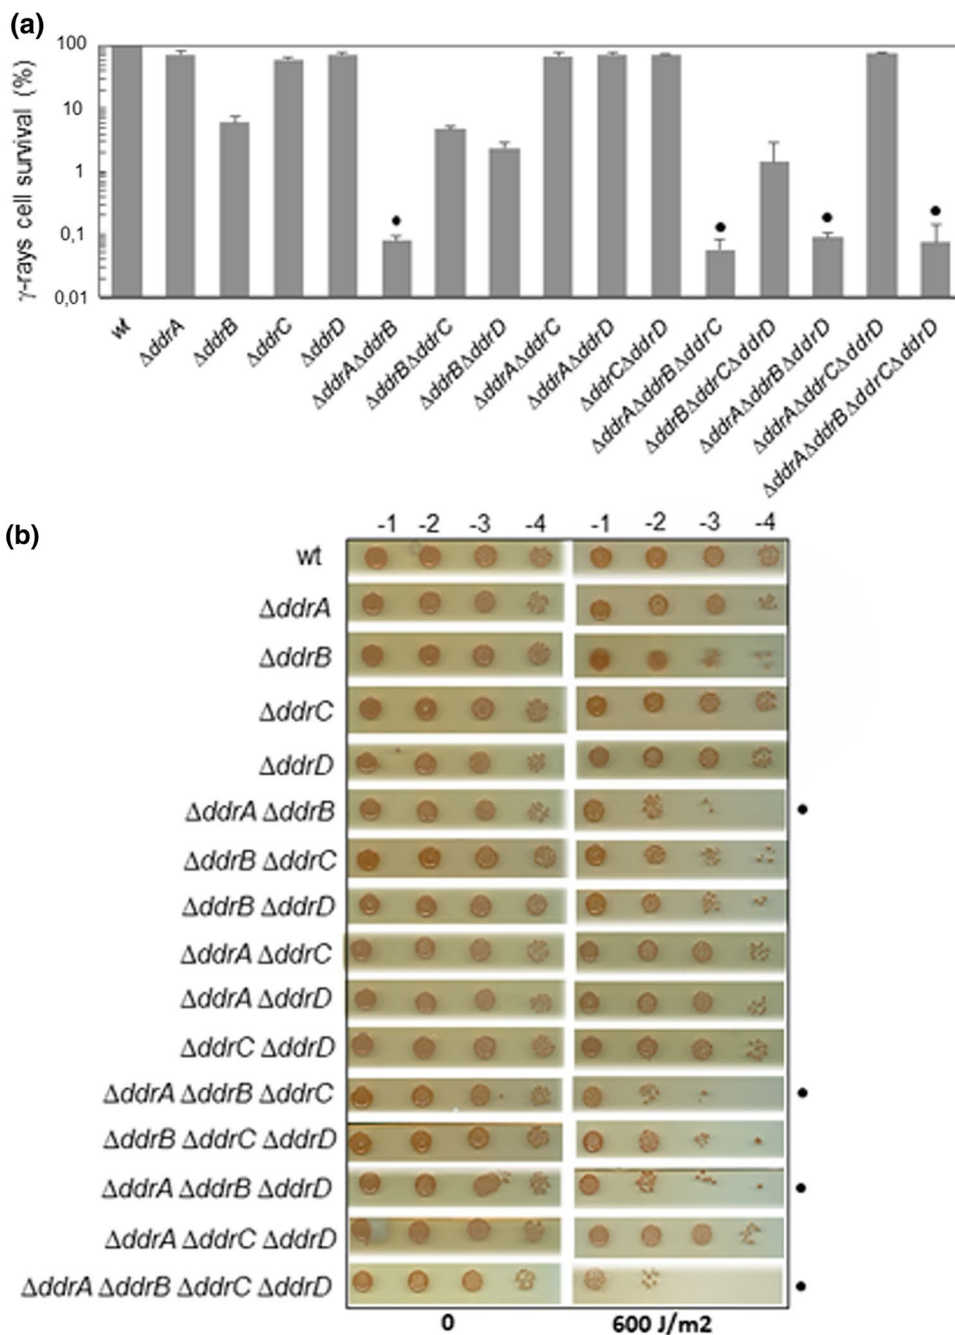 (a)
γ-rays cell survival (%)
100
10
1
0,1
0,01
wt
ΔddrA
ΔddrB
ΔddrC
ΔddrD
ΔddrAΔddrB
ΔddrBΔddrC
ΔddrBΔddrD
ΔddrAΔddrC
ΔddrAΔddrD
ΔddrCΔddrD
ΔddrAΔddrBΔddrC
ΔddrBΔddrCΔddrD
ΔddrAΔddrBΔddrD
ΔddrAΔddrCΔddrD
ΔddrAΔddrBΔddrCΔddrD
(b)
-1 -2 -3 -4 -1 -2 -3 -4
wt
ΔddrA
ΔddrB
ΔddrC
ΔddrD
ΔddrA ΔddrB
ΔddrB ΔddrC
ΔddrB ΔddrD
ΔddrA ΔddrC
ΔddrA ΔddrD
ΔddrC ΔddrD
ΔddrA ΔddrB ΔddrC
ΔddrB ΔddrC ΔddrD
ΔddrA ΔddrB ΔddrD
ΔddrA ΔddrC ΔddrD
ΔddrA ΔddrB ΔddrC ΔddrD
0 600 J/m2